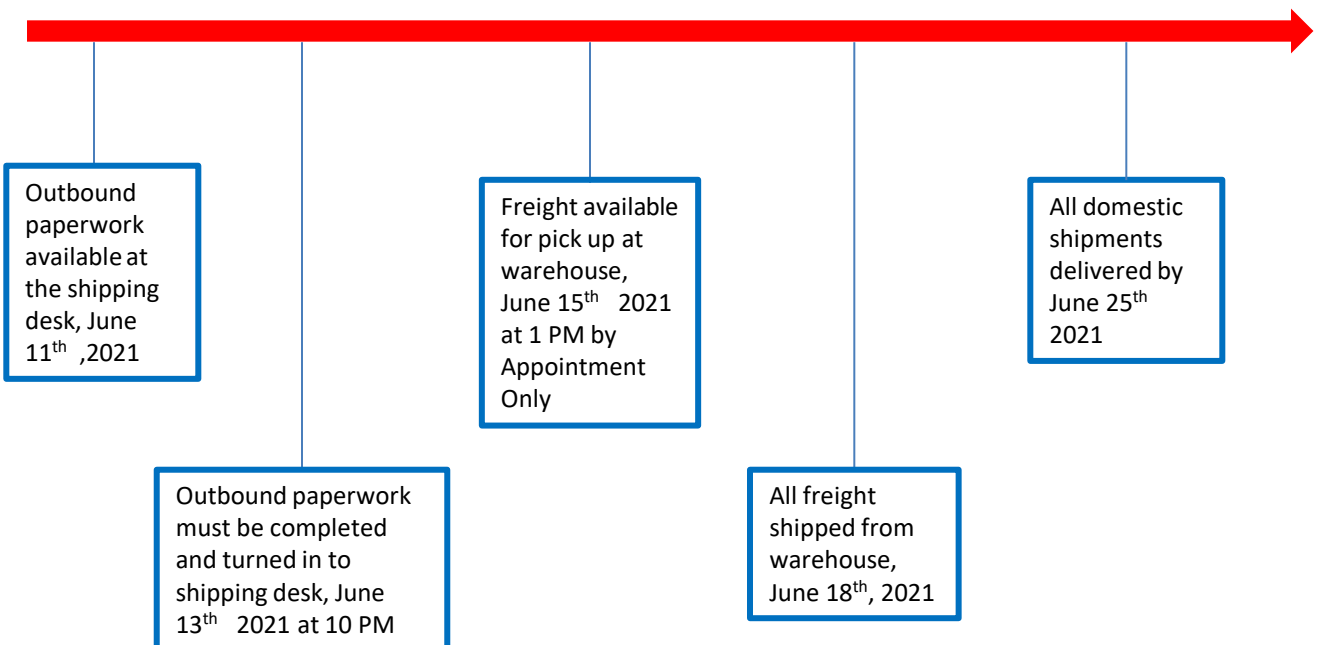 Outbound
paperwork
available at
the shipping
desk, June
11th ,2021
Outbound paperwork
must be completed
and turned in to
shipping desk, June
13th 2021 at 10 PM
Freight available
for pick up at
warehouse,
June 15th 2021
at 1 PM by
Appointment
Only
All freight
shipped from
warehouse,
June 18th, 2021
All domestic
shipments
delivered by
June 25th
2021